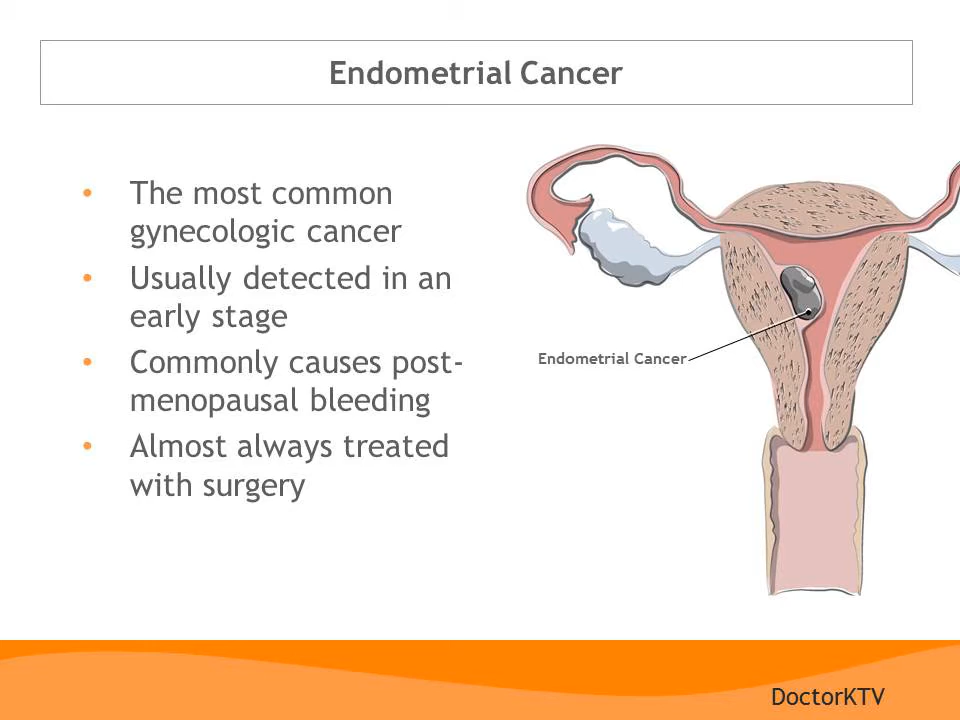 Endometrial Cancer
• The most common
gynecologic cancer
• Usually detected in an
early stage
• Commonly causes post-
menopausal bleeding
• Almost always treated
with surgery
Endometrial Cancer
DoctorKTV